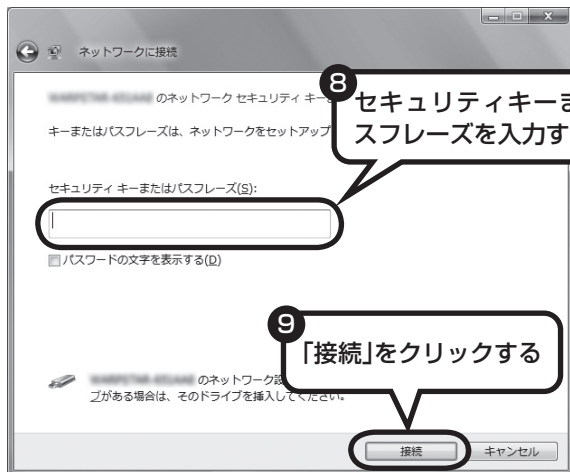 ネットワークに接続
のネットワーク セキュリティ キー
8
セキュリティキーま
スフレーズを入力す
キーまたはパスフレーズは、ネットワークをセットアップ
セキュリティ キーまたはパスフレーズ(S):
パスワードの文字を表示する(D)
9
「接続」をクリックする
のネットワーク設
ブがある場合は、そのドライブを挿入してください。
接続
キャンセル